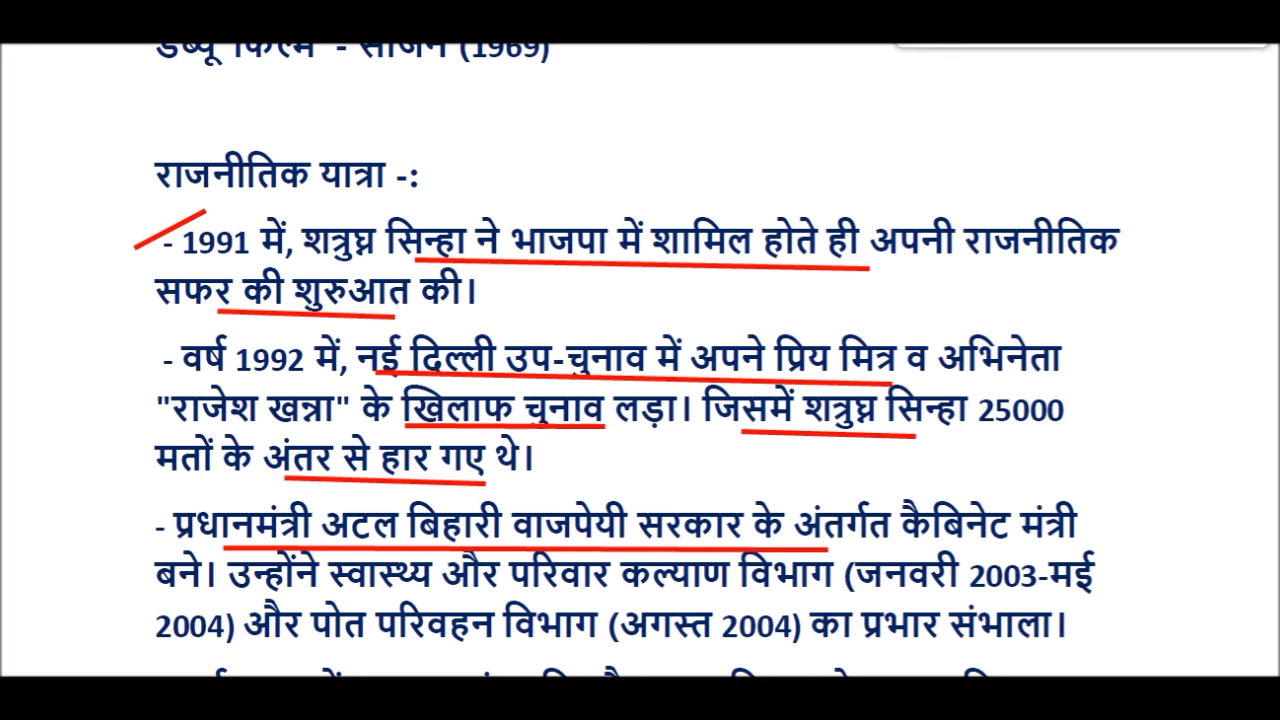 डेब्यू फिल्म - साजन (1969)
राजनीतिक यात्रा -:
- 1991 में, शत्रुघ्न सिन्हा ने भाजपा में शामिल होते ही अपनी राजनीतिक
सफर की शुरुआत की।
- वर्ष 1992 में, नई दिल्ली उप-चुनाव में अपने प्रिय मित्र व अभिनेता
"राजेश खन्ना" के खिलाफ चुनाव लड़ा। जिसमें शत्रुघ्न सिन्हा 25000
मतों के अंतर से हार गए थे।
- प्रधानमंत्री अटल बिहारी वाजपेयी सरकार के अंतर्गत कैबिनेट मंत्री
बने। उन्होंने स्वास्थ्य और परिवार कल्याण विभाग (जनवरी 2003-मई
2004) और पोत परिवहन विभाग (अगस्त 2004) का प्रभार संभाला।